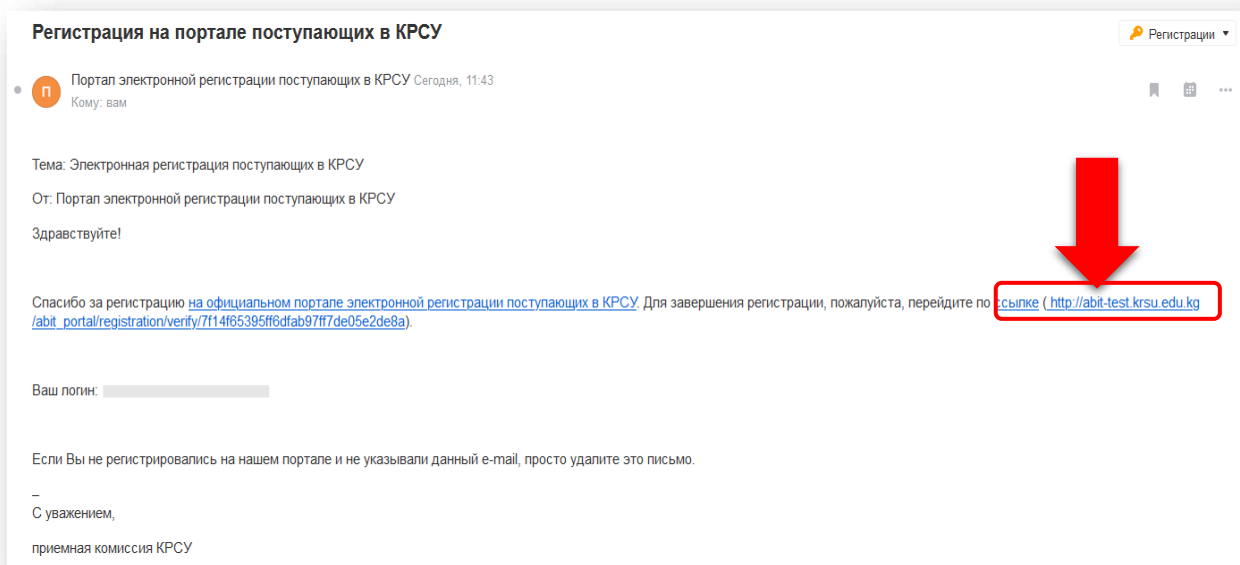 Регистрация на портале поступающих в КРСУ
Регистрации
П
Портал электронной регистрации поступающих в КРСУ Сегодня, 11:43
Кому: вам
Тема: Электронная регистрация поступающих в КРСУ
От: Портал электронной регистрации поступающих в КРСУ
Здравствуйте!
Спасибо за регистрацию на официальном портале электронной регистрации поступающих в КРСУ. Для завершения регистрации, пожалуйста, перейдите по ссылке ( http://abit-test.krsu.edu.kg
/abit_portal/registration/verify/7f14f65395ff6dfab97ff7de05e2de8a).
Ваш логин:
Если Вы не регистрировались на нашем портале и не указывали данный e-mail, просто удалите это письмо.
–
С уважением,
приемная комиссия КРСУ